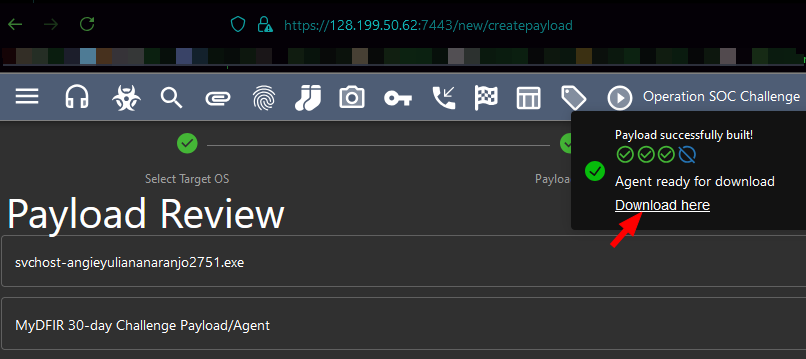 https://128.199.50.62:7443/new/createpayload
Operation SOC Challenge
Payload successfully built!
Agent ready for download
Download here
Select Target OS
Payload
Payload Review
svchost-angieyuliananaranjo2751.exe
MyDFIR 30-day Challenge Payload/Agent